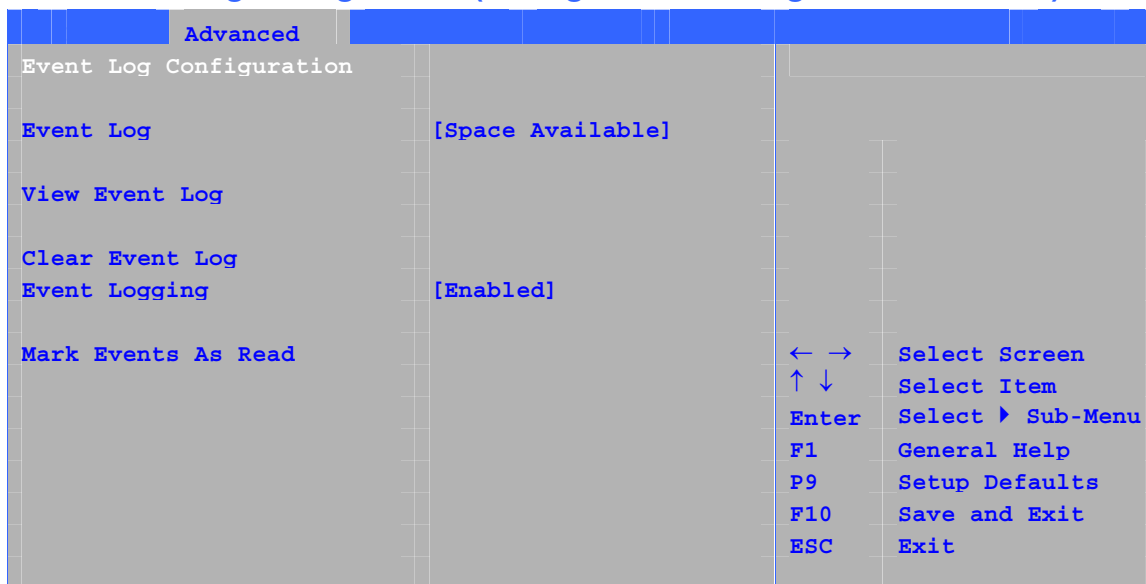 Advanced
Event Log Configuration
Event Log [Space Available]
View Event Log
Clear Event Log
Event Logging [Enabled]
Mark Events As Read
← → Select Screen
↑ ↓ Select Item
Enter Select ▶ Sub-Menu
F1 General Help
P9 Setup Defaults
F10 Save and Exit
ESC Exit